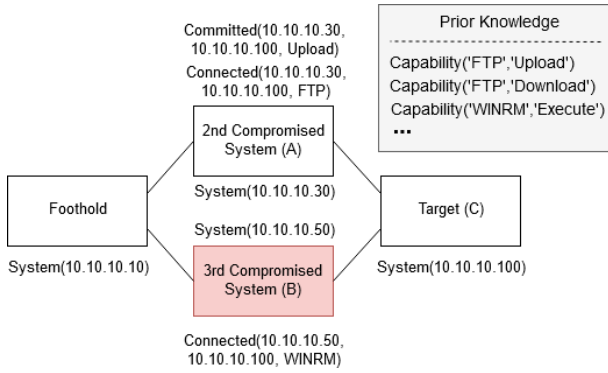 Committed(10.10.10.30,
10.10.10.100, Upload)
Connected(10.10.10.30,
10.10.10.100, FTP)
2nd Compromised
System (A)
System(10.10.10.30)
Prior Knowledge
Capability('FTP','Upload')
Capability('FTP','Download')
Capability('WINRM','Execute')
...
Foothold
System(10.10.10.10)
Target (C)
System(10.10.10.100)
System(10.10.10.50)
3rd Compromised
System (B)
Connected(10.10.10.50,
10.10.10.100, WINRM)